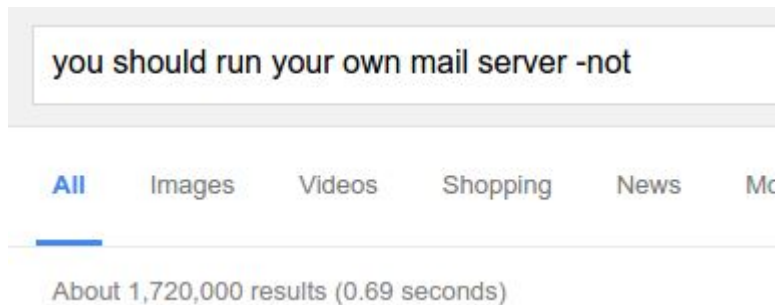 you should run your own mail server -not
All Images Videos Shopping News Mo
About 1,720,000 results (0.69 seconds)